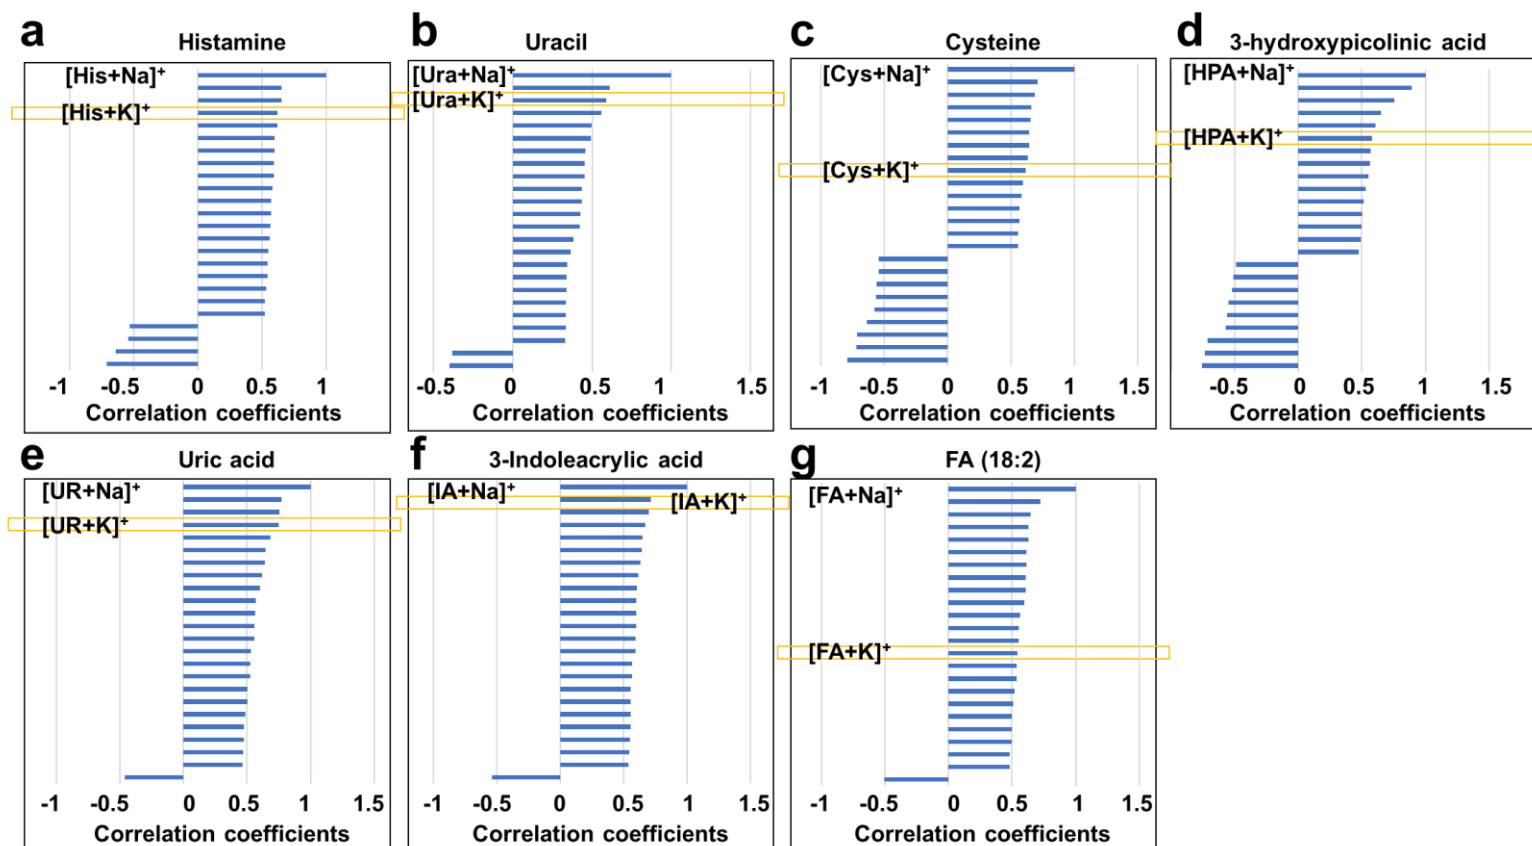 a
Histamine
[His+Na]⁺
[His+K]⁺
-1 -0.5 0 0.5 1
Correlation coefficients
b
Uracil
[Ura+Na]⁺
[Ura+K]⁺
-0.5 0 0.5 1 1.5
Correlation coefficients
c
Cysteine
[Cys+Na]⁺
[Cys+K]⁺
-1 -0.5 0 0.5 1 1.5
Correlation coefficients
d
3-hydroxypicolinic acid
[HPA+Na]⁺
[HPA+K]⁺
-0.5 0 0.5 1 1.5
Correlation coefficients
e
Uric acid
[UR+Na]⁺
[UR+K]⁺
-1 -0.5 0 0.5 1 1.5
Correlation coefficients
f
3-Indoleacrylic acid
[IA+Na]⁺
[IA+K]⁺
-1 -0.5 0 0.5 1 1.5
Correlation coefficients
g
FA (18:2)
[FA+Na]⁺
[FA+K]⁺
-1 -0.5 0 0.5 1 1.5
Correlation coefficients